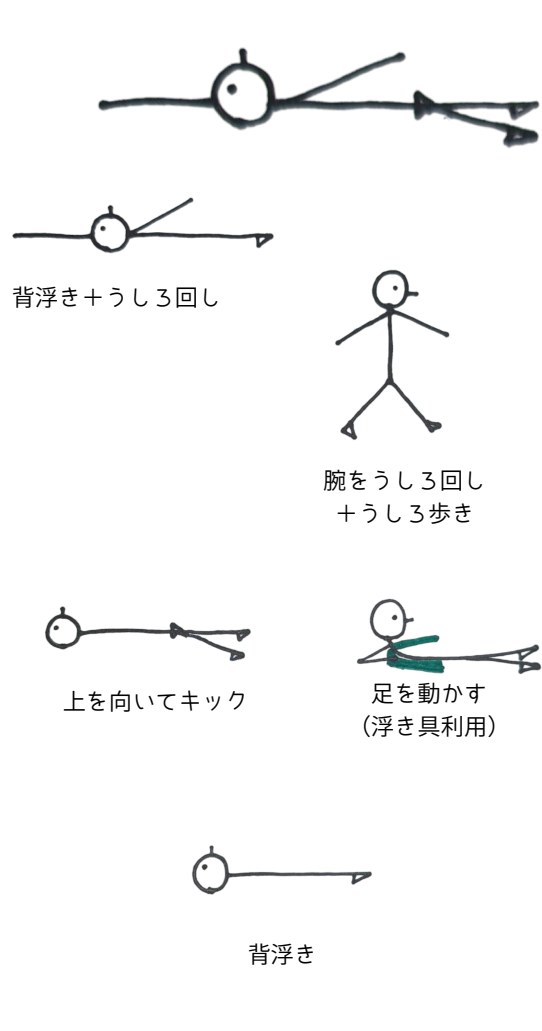 背浮き＋うしろ回し
腕をうしろ回し
＋うしろ歩き
上を向いてキック
足を動かす
（浮き具利用）
背浮き